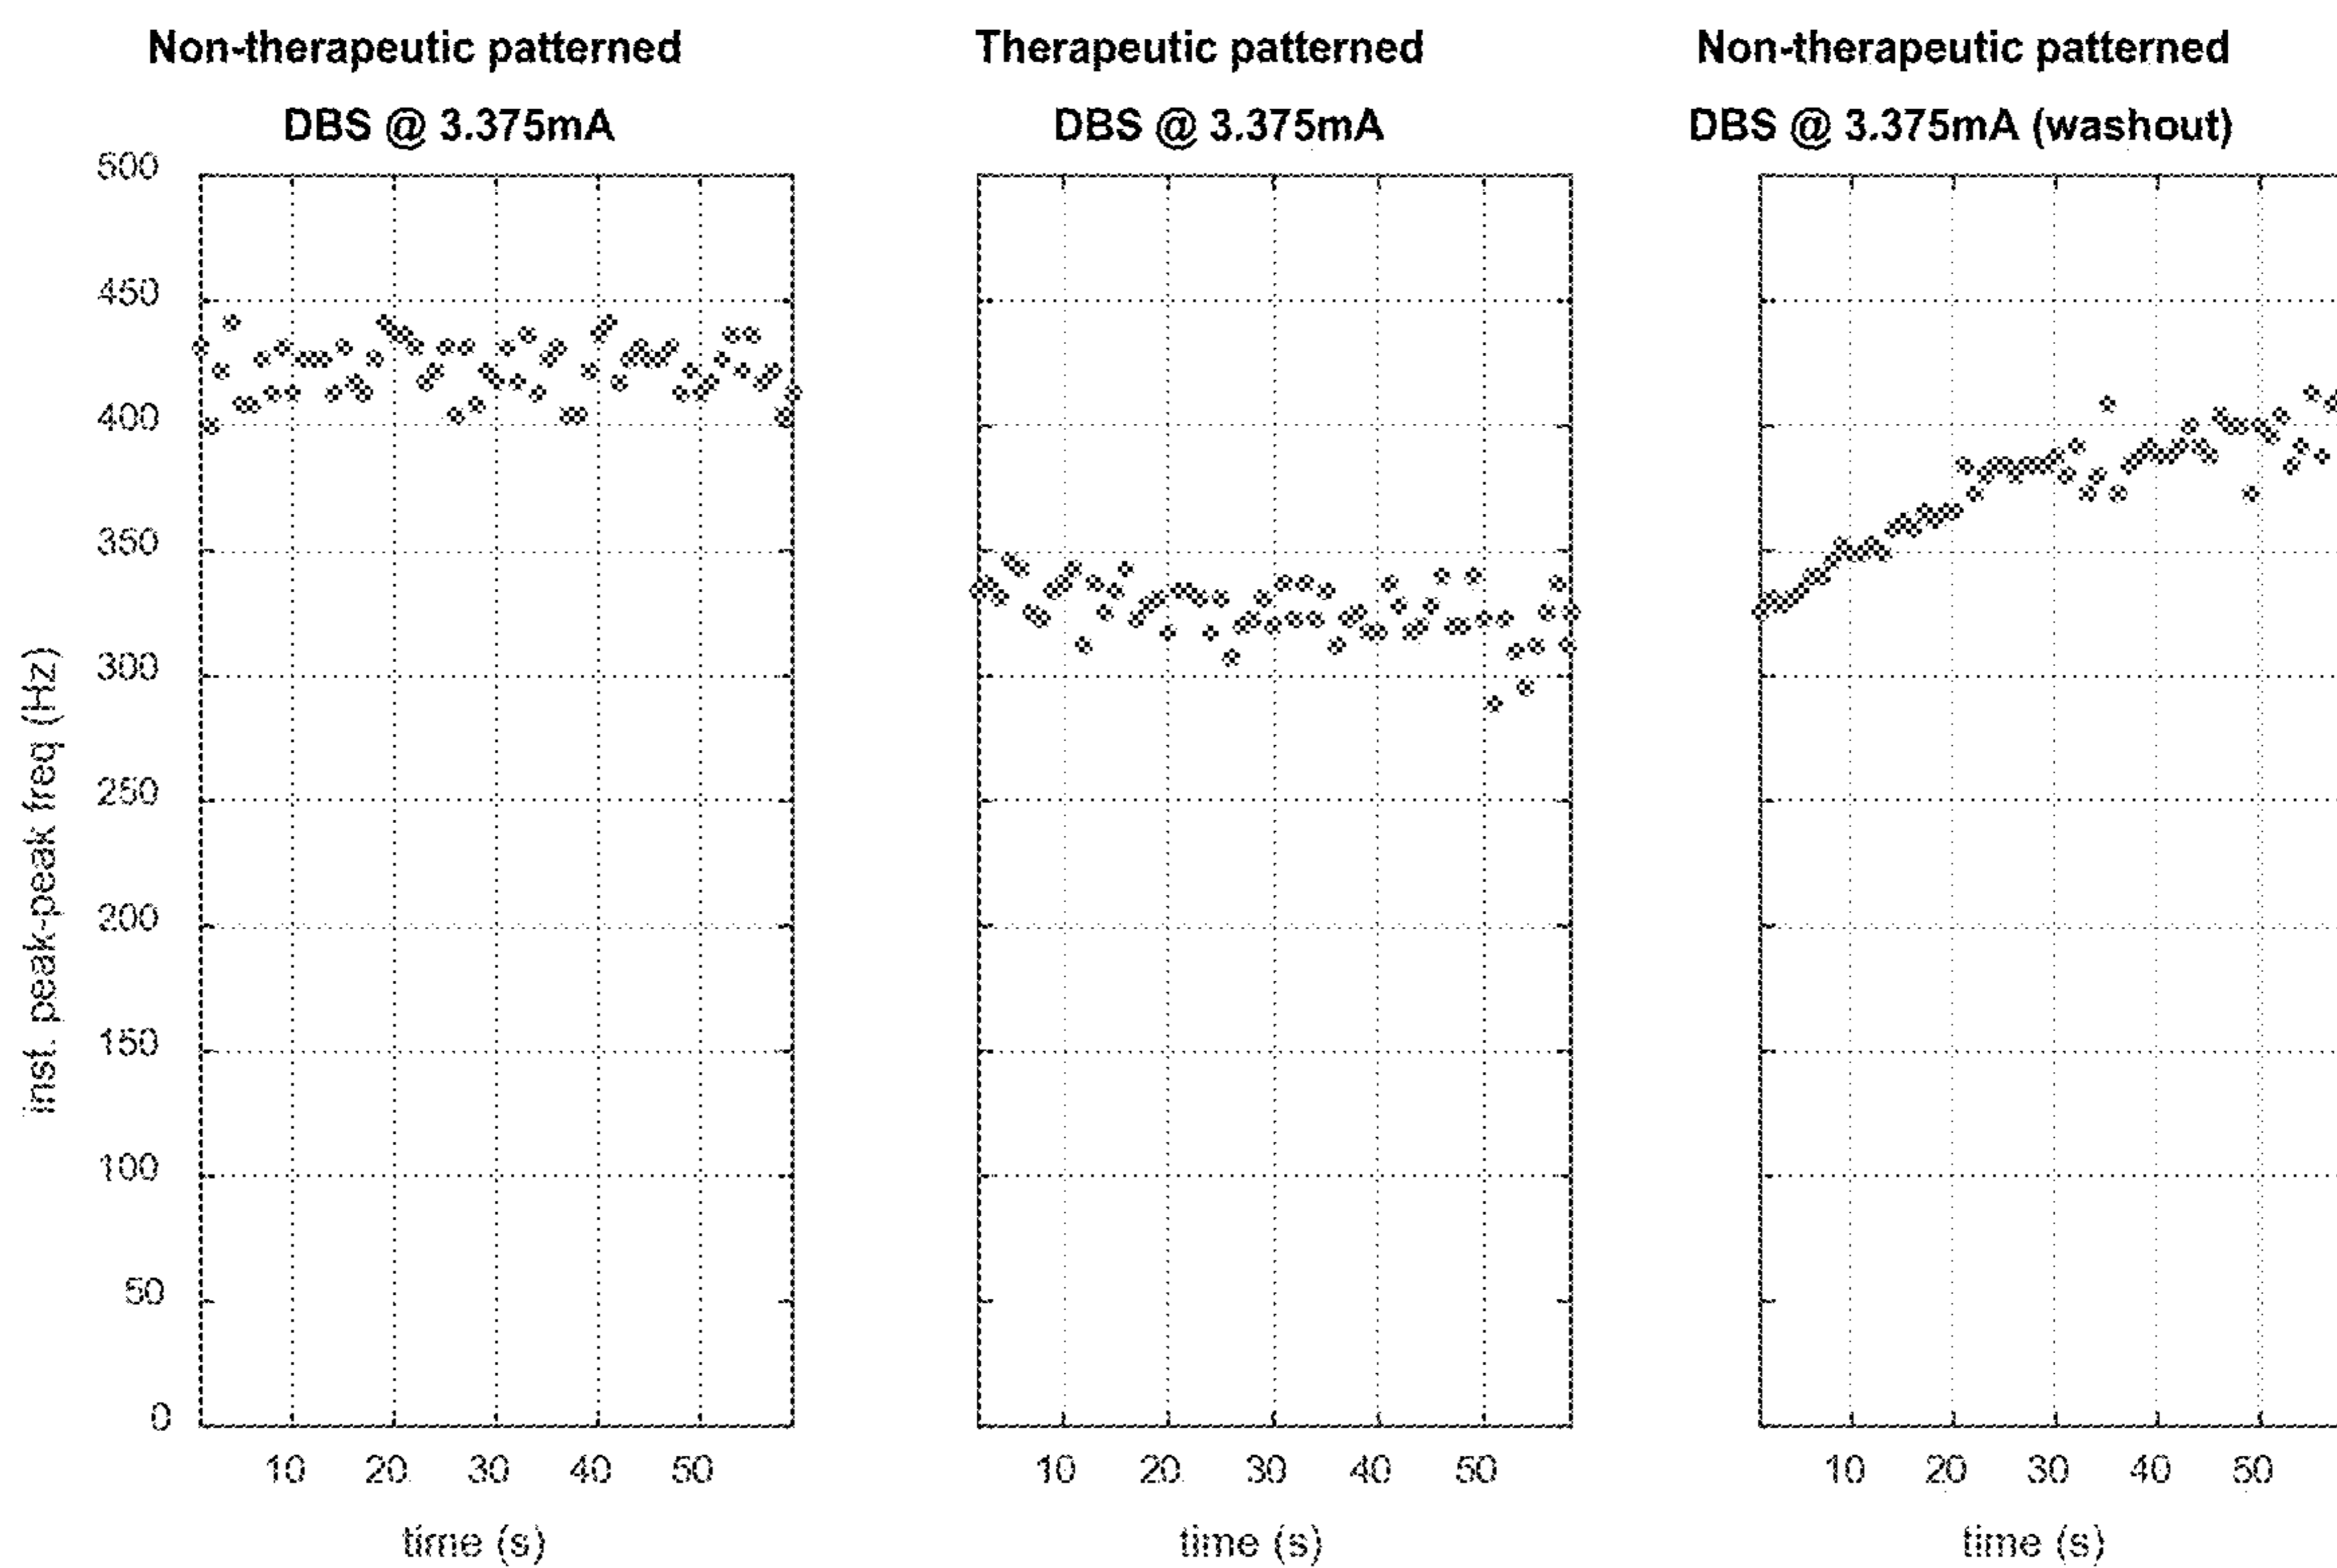 Non-therapeutic patterned
DBS @ 3.375mA
Therapeutic patterned
DBS @ 3.375mA
Non-therapeutic patterned
DBS @ 3.375mA (washout)
inst. peak-peak freq (Hz)
500
450
400
350
300
250
200
150
100
50
0
10 20 30 40 50
time (s)
10 20 30 40 50
time (s)
10 20 30 40 50
time (s)